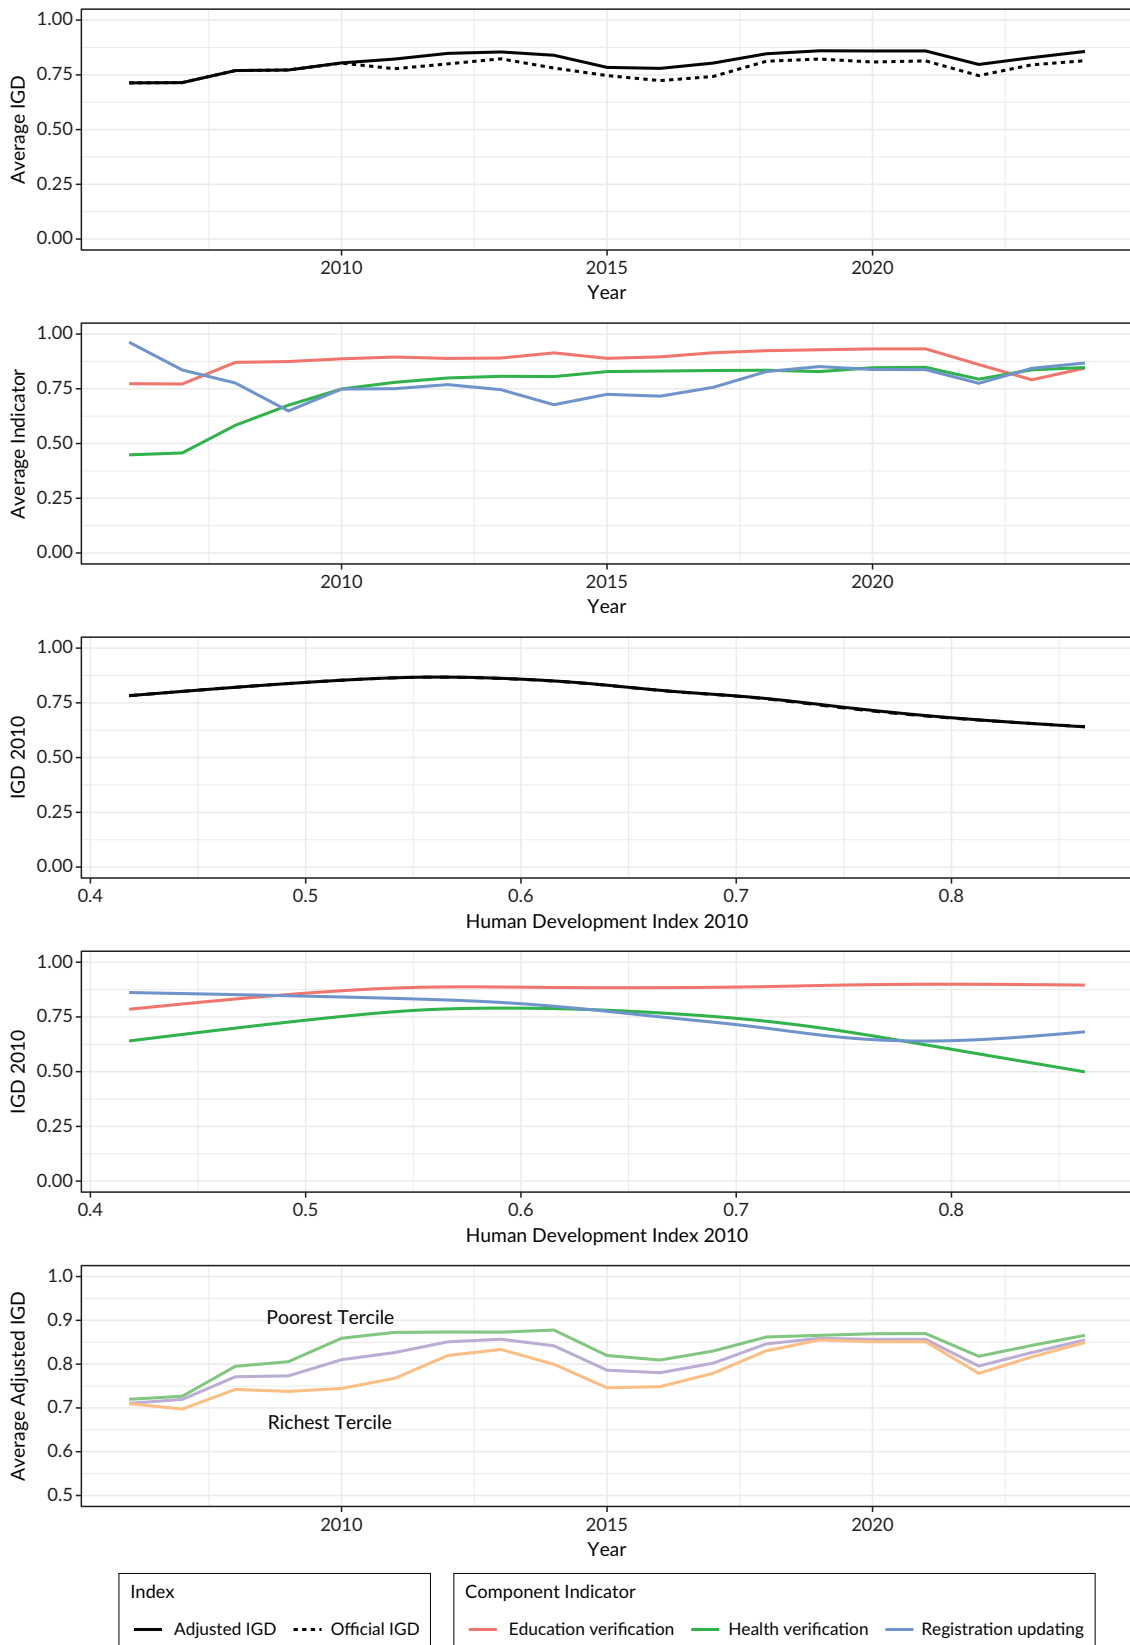 Average IGD
1.00
0.75
0.50
0.25
0.00
2010 2015 2020
Year
Average Indicator
1.00
0.75
0.50
0.25
0.00
2010 2015 2020
Year
IGD 2010
1.00
0.75
0.50
0.25
0.00
0.4 0.5 0.6 0.7 0.8
Human Development Index 2010
IGD 2010
1.00
0.75
0.50
0.25
0.00
0.4 0.5 0.6 0.7 0.8
Human Development Index 2010
Average Adjusted IGD
1.0
0.9
0.8
0.7
0.6
0.5
Poorest Tercile
Richest Tercile
2010 2015 2020
Year
Index
Adjusted IGD Official IGD
Component Indicator
Education verification Health verification Registration updating